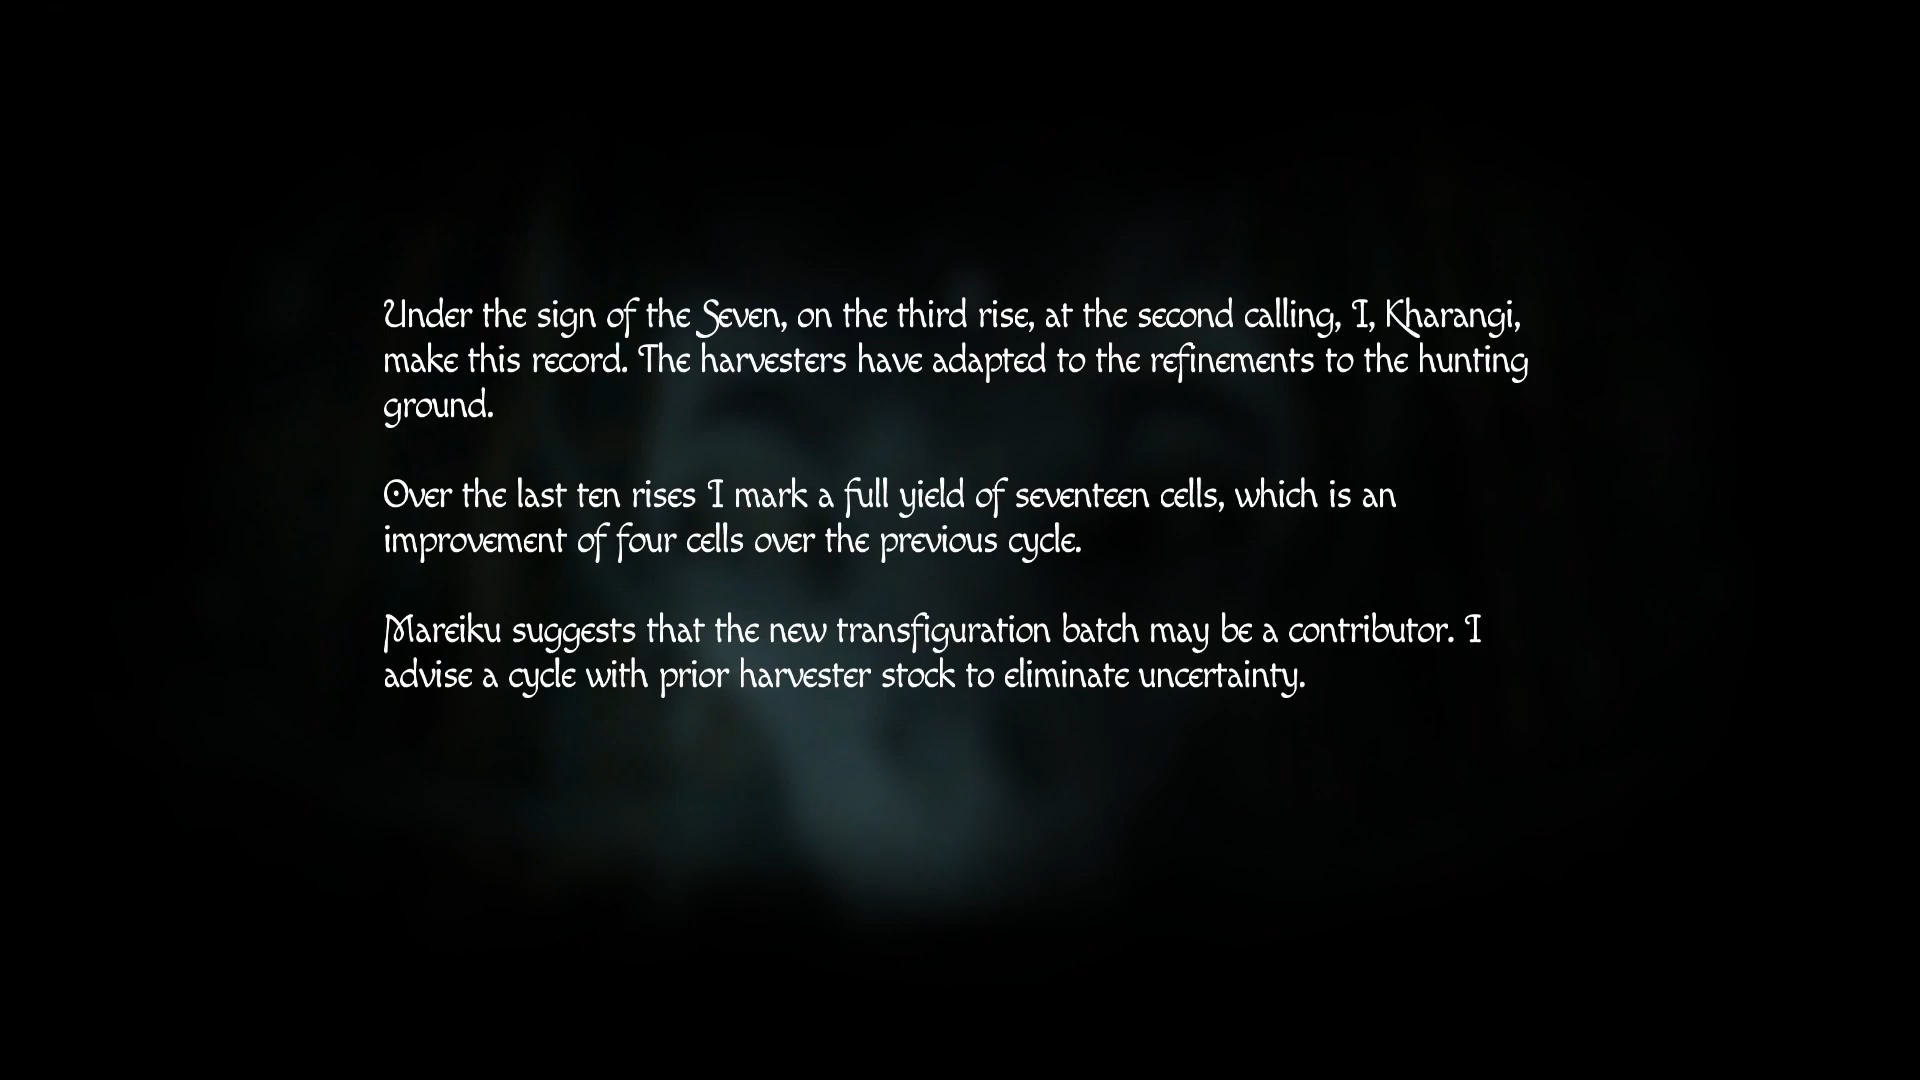 Under the sign of the Seven, on the third rise, at the second calling, I, Kharangi,
make this record. The harvesters have adapted to the refinements to the hunting
ground.
Over the last ten rises I mark a full yield of seventeen cells, which is an
improvement of four cells over the previous cycle.
Mareiku suggests that the new transfiguration batch may be a contributor. I
advise a cycle with prior harvester stock to eliminate uncertainty.